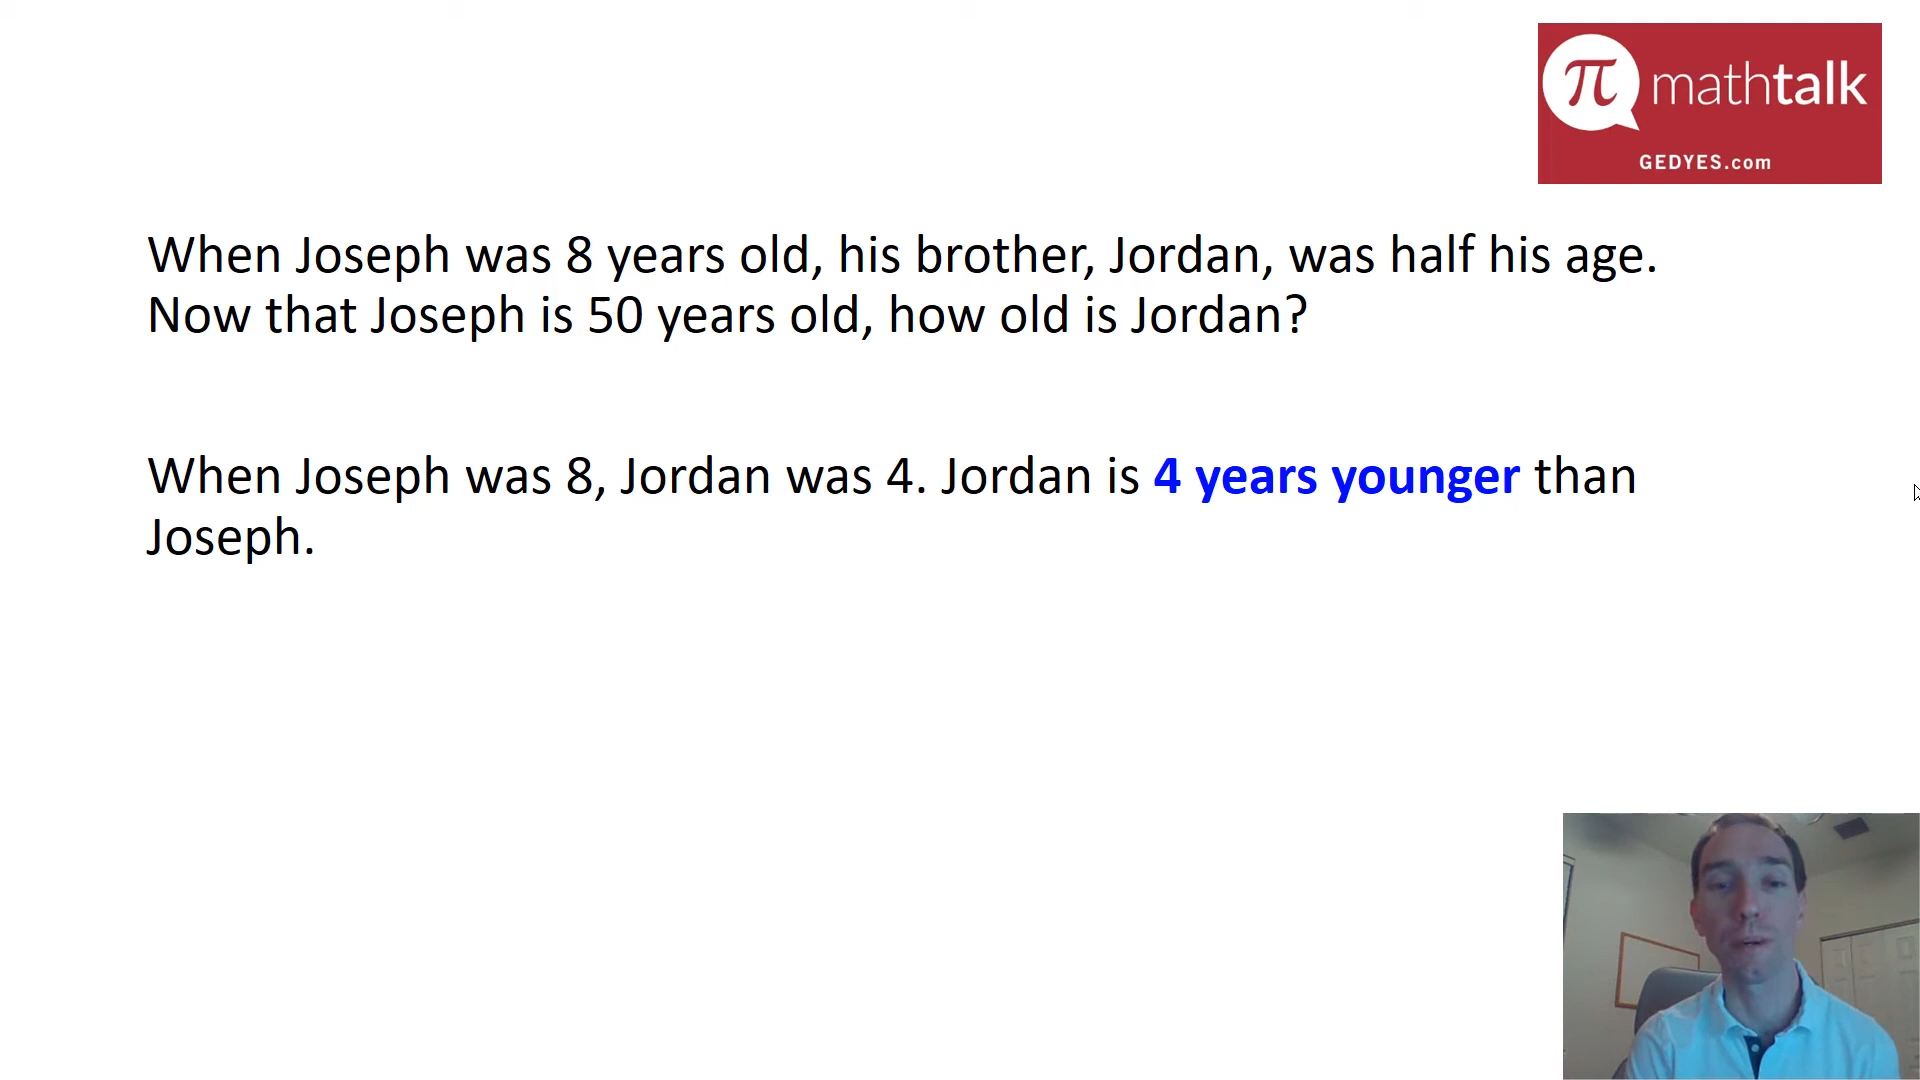 π mathtalk
GEDYES.com
When Joseph was 8 years old, his brother, Jordan, was half his age.
Now that Joseph is 50 years old, how old is Jordan?
When Joseph was 8, Jordan was 4. Jordan is 4 years younger than
Joseph.